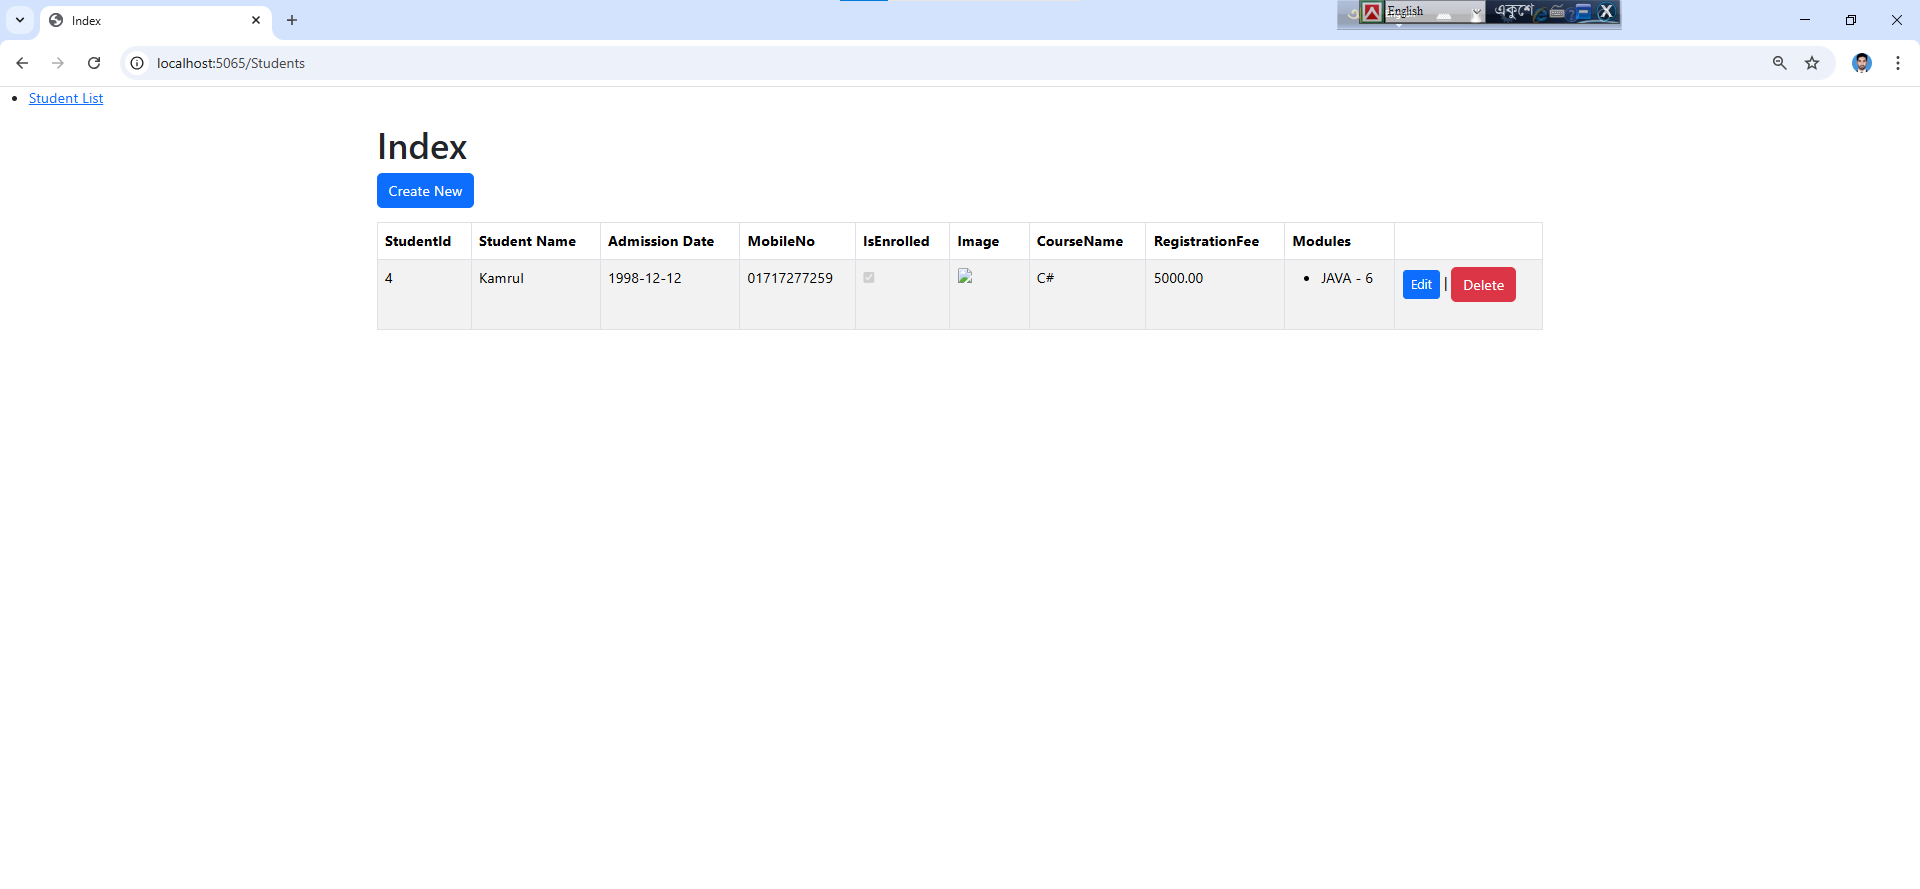 Index
English
একুশে
localhost:5065/Students
Student List
Index
Create New
StudentId Student Name Admission Date MobileNo IsEnrolled Image CourseName RegistrationFee Modules
4 Kamrul 1998-12-12 01717277259 C# 5000.00 JAVA - 6 Edit | Delete